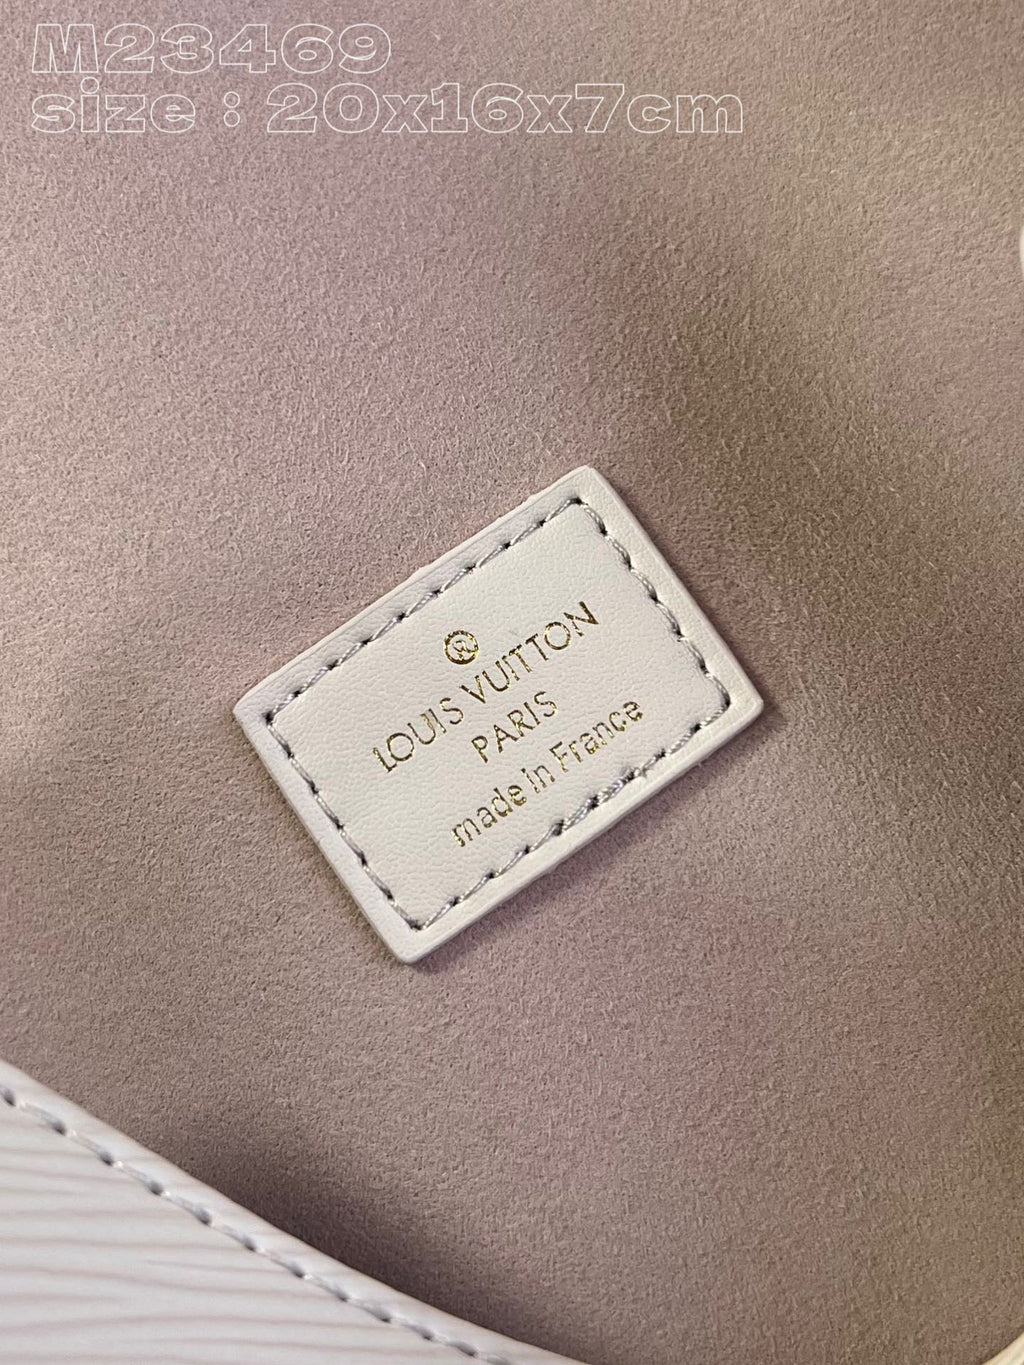 M23469
size : 20x16x7cm
®
LOUIS VUITTON
PARIS
made in France